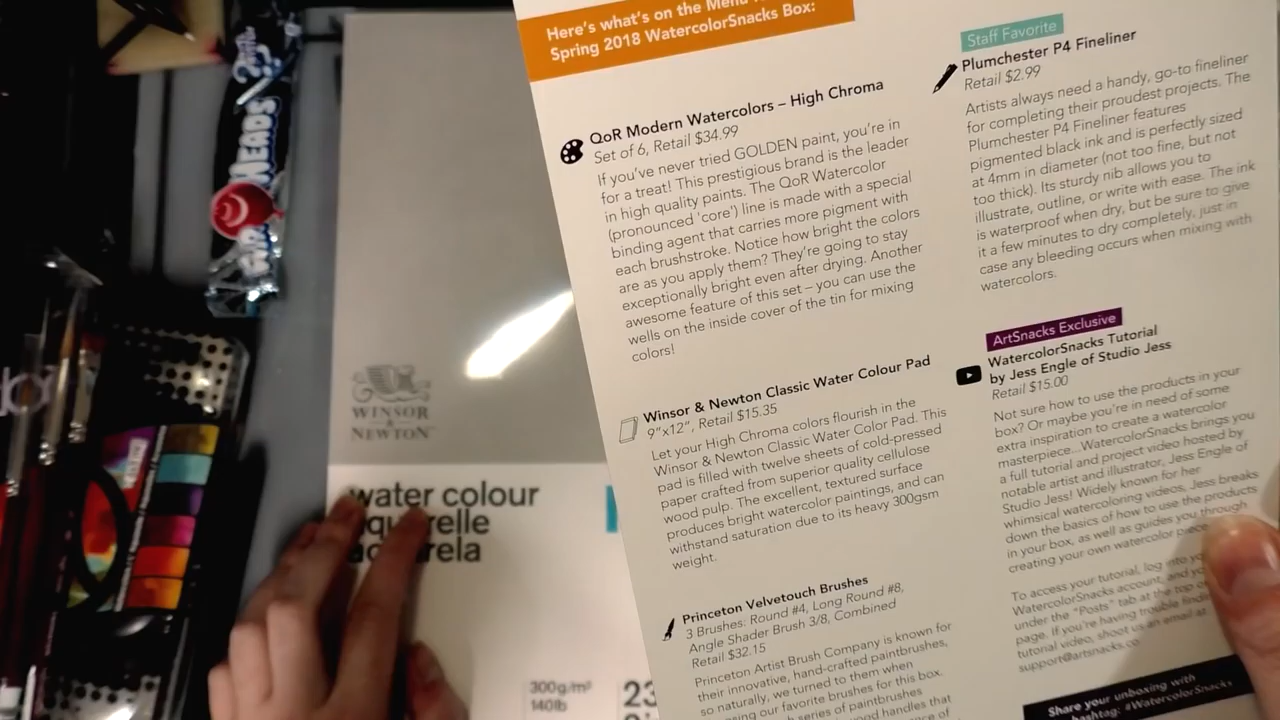 Here's what's on the Menu
Spring 2018 WatercolorSnacks Box:
QoR Modern Watercolors – High Chroma
Set of 6, Retail $34.99
If you've never tried GOLDEN paint, you're in
for a treat! This prestigious brand is the leader
in high quality paints. The QoR Watercolor
(pronounced 'core') line is made with a special
binding agent that carries more pigment with
each brushstroke. Notice how bright the colors
are as you apply them? They're going to stay
exceptionally bright even after drying. Another
awesome feature of this set – you can use the
wells on the inside cover of the tin for mixing
colors!
Winsor & Newton Classic Water Colour Pad
9"x12", Retail $15.35
Let your High Chroma colors flourish in the
Winsor & Newton Classic Water Color Pad. This
pad is filled with twelve sheets of cold-pressed
paper crafted from superior quality cellulose
wood pulp. The excellent, textured surface
produces bright watercolor paintings, and can
withstand saturation due to its heavy 300gsm
weight.
Princeton Velvetouch Brushes
3 Brushes: Round #4, Long Round #8,
Angle Shader Brush 3/8, Combined
Retail $32.15
Princeton Artist Brush Company is known for
their innovative, hand-crafted paintbrushes,
so naturally, we turned to them when
our favorite brushes for this box.
series of paintbrushes
handles that
Staff Favorite
Plumchester P4 Fineliner
Retail $2.99
Artists always need a handy, go-to fineliner
for completing their proudest projects. The
Plumchester P4 Fineliner features
pigmented black ink and is perfectly sized
at 4mm in diameter (not too fine, but not
too thick). Its sturdy nib allows you to
illustrate, outline, or write with ease. The ink
is waterproof when dry, but be sure to give
it a few minutes to dry completely, just in
case any bleeding occurs when mixing with
watercolors.
ArtSnacks Exclusive
WatercolorSnacks Tutorial
by Jess Engle of Studio Jess
Retail $15.00
Not sure how to use the products in your
box? Or maybe you're in need of some
extra inspiration to create a watercolor
masterpiece...WatercolorSnacks brings you
a full tutorial and project video hosted by
notable artist and illustrator, Jess Engle of
Studio Jess! Widely known for her
whimsical watercoloring videos, Jess breaks
down the basics of how to use the products
in your box, as well as guides you through
creating your own watercolor piece
To access your tutorial, log into
WatercolorSnacks account, and
under the "Posts" tab at the top
page. If you're having trouble
tutorial video, shoot us an email at
support@artsnacks.co
Share your unboxing with
hashtag: #WatercolorSnacks
WINSOR
& NEWTON
water colour
aquarelle
acuarela
300g/m²
140lb
AIRHEADS